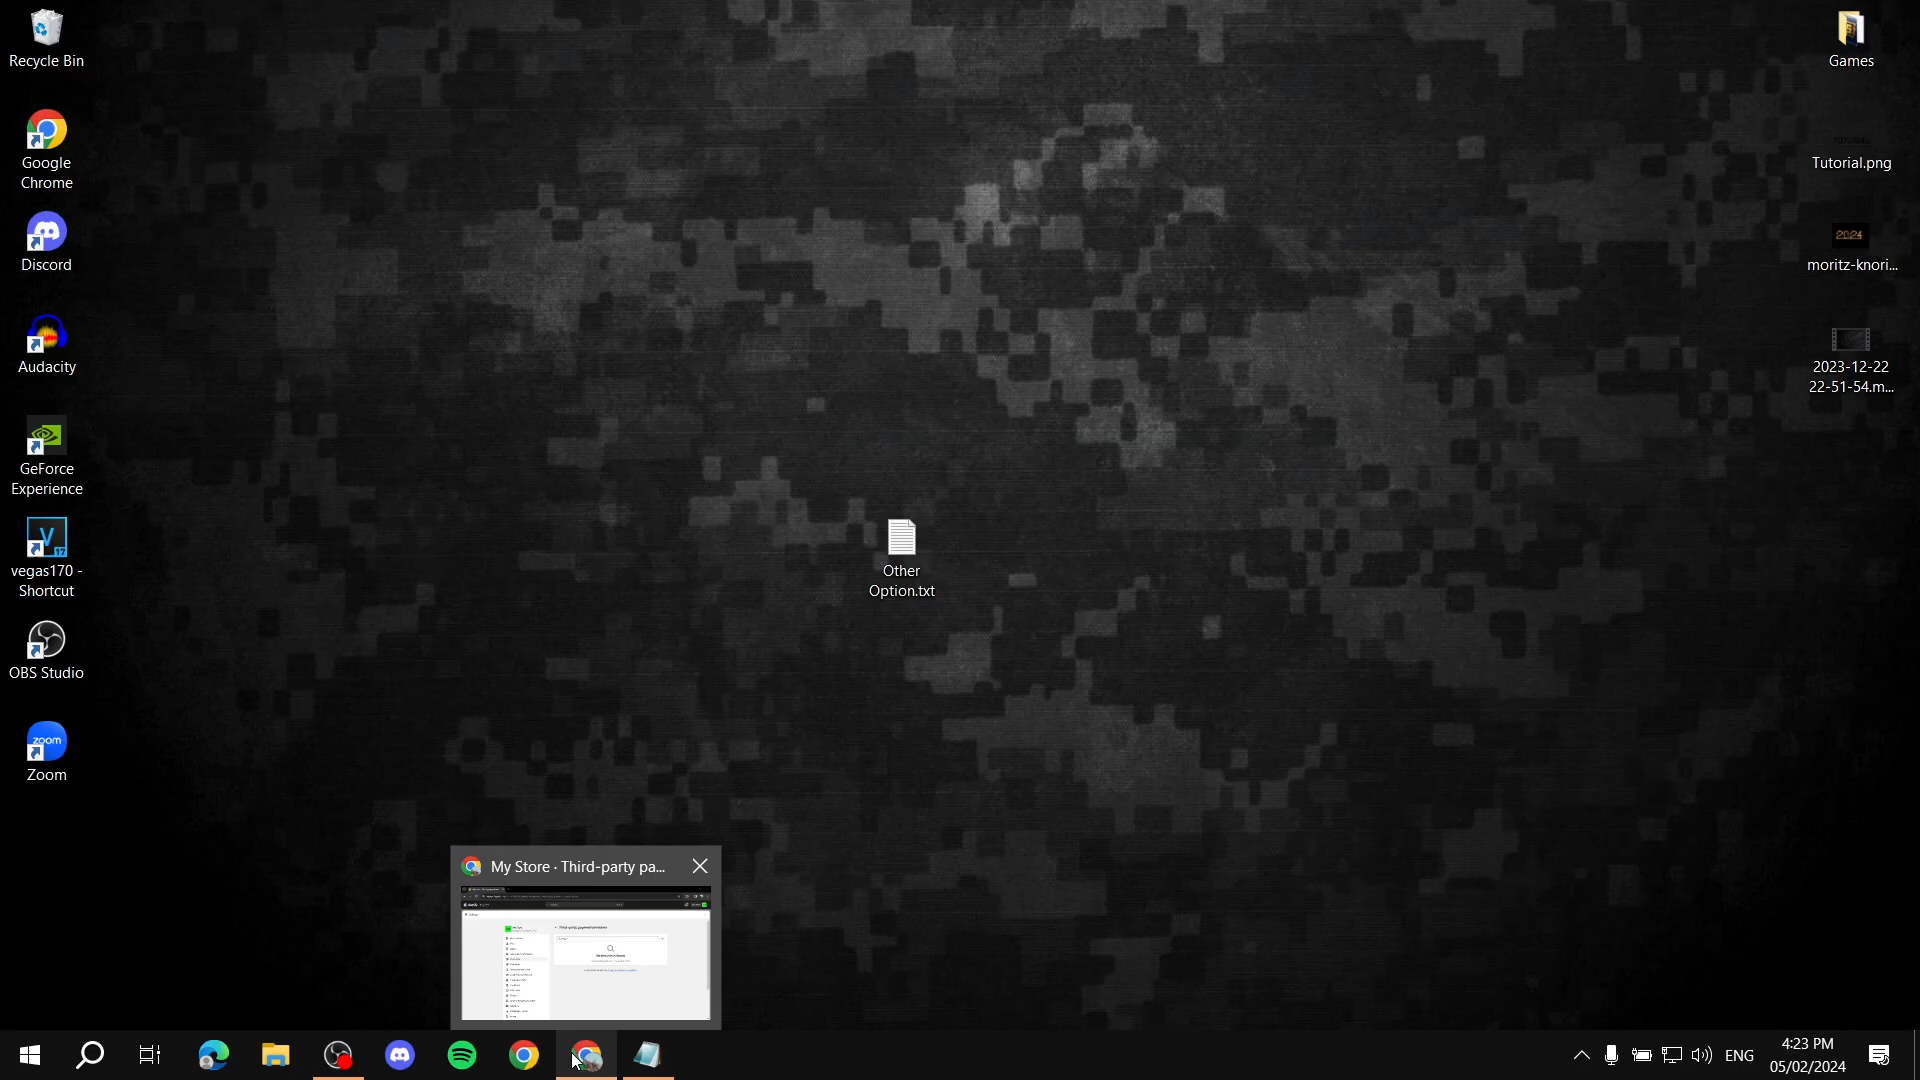 Recycle Bin
Google
Chrome
Discord
Audacity
GeForce
Experience
vegas170 -
Shortcut
OBS Studio
zoom
Zoom
Other
Option.txt
Games
Tutorial.png
2024
moritz-knori...
2023-12-22
22-51-54.m...
My Store · Third-party pa...
ENG
4:23 PM
05/02/2024